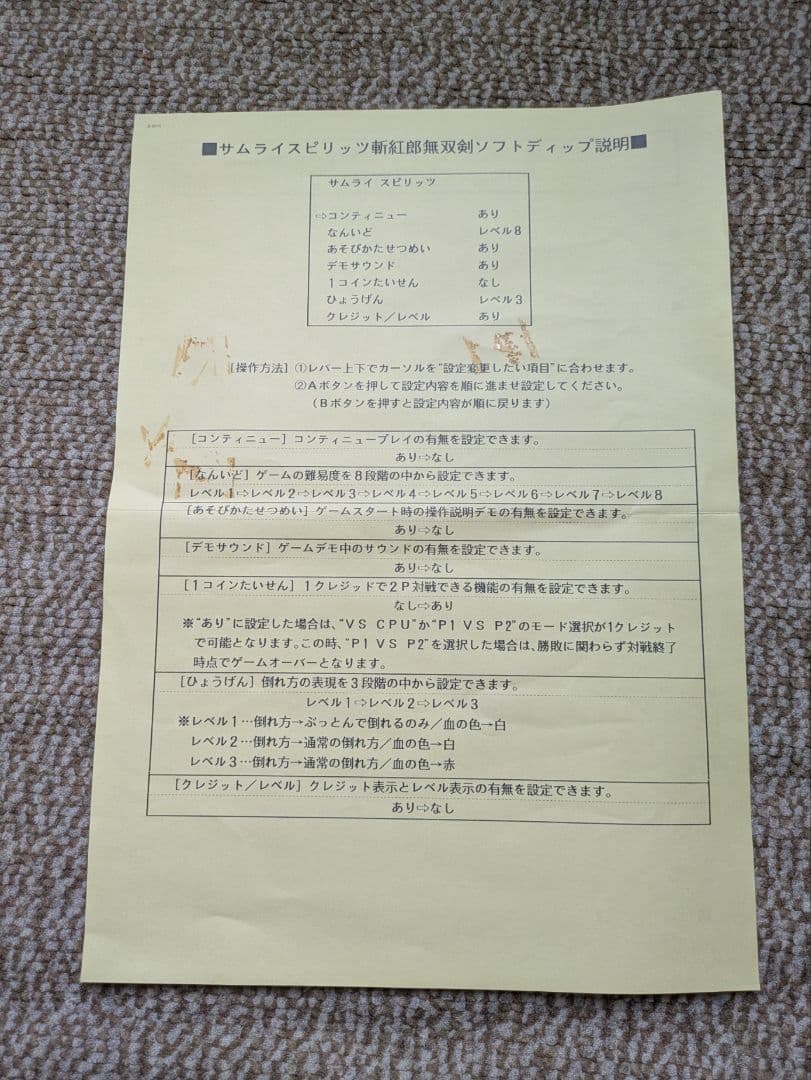 ■サムライスピリッツ斬紅郎無双剣ソフトディップ説明■
サムライ スピリッツ
⇨コンティニュー あり
なんいど レベル8
あそびかたせつめい あり
デモサウンド あり
1コインたいせん なし
ひょうげん レベル3
クレジット／レベル あり
[操作方法] ①レバー上下でカーソルを“設定変更したい項目”に合わせます。
②Aボタンを押して設定内容を順に進ませ設定してください。
（Bボタンを押すと設定内容が順に戻ります）
[コンティニュー] コンティニュープレイの有無を設定できます。
あり⇨なし
[なんいど] ゲームの難易度を8段階の中から設定できます。
レベル1⇨レベル2⇨レベル3⇨レベル4⇨レベル5⇨レベル6⇨レベル7⇨レベル8
[あそびかたせつめい] ゲームスタート時の操作説明デモの有無を設定できます。
あり⇨なし
[デモサウンド] ゲームデモ中のサウンドの有無を設定できます。
あり⇨なし
[1コインたいせん] 1クレジッドで2P対戦できる機能の有無を設定できます。
なし⇨あり
※“あり”に設定した場合は、“VS CPU”か“P1 VS P2”のモード選択が1クレジット
で可能となります。この時、“P1 VS P2”を選択した場合は、勝敗に関わらず対戦終了
時点でゲームオーバーとなります。
[ひょうげん] 倒れ方の表現を3段階の中から設定できます。
レベル1⇨レベル2⇨レベル3
※レベル1…倒れ方→ぶっとんで倒れるのみ／血の色→白
レベル2…倒れ方→通常の倒れ方／血の色→白
レベル3…倒れ方→通常の倒れ方／血の色→赤
[クレジット／レベル] クレジット表示とレベル表示の有無を設定できます。
あり⇨なし